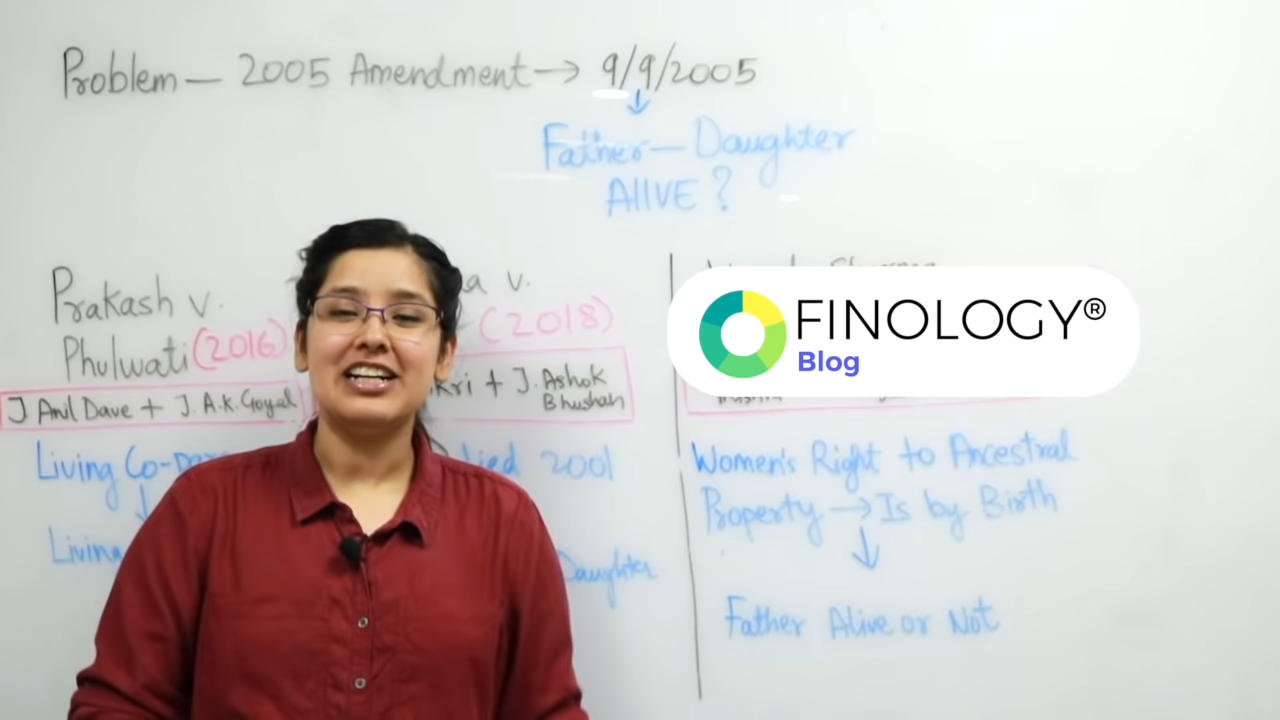 Problem — 2005 Amendment → 9/9/2005
Father — Daughter
AlIVE ?
Prakash v.
Phulwati (2016)
J Anil Dave + J. A.K. Goyal
v.
(2018)
+ J. Ashok
Bhushan
Living Co-
2001
Living
Daughter
FINOLOGY®
Blog
Women's Right to Ancestral
Property → Is by Birth
Father Alive or Not